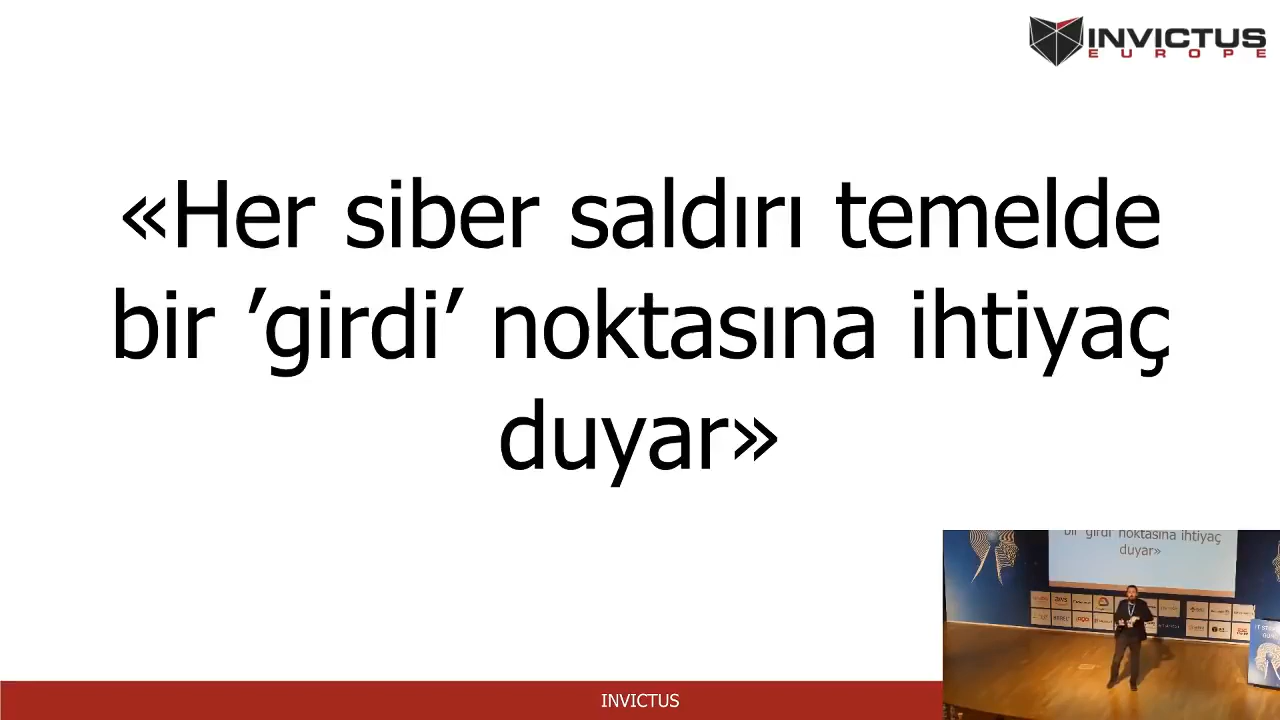 INVICTUS
EUROPE
«Her siber saldırı temelde
bir ’girdi’ noktasına ihtiyaç
duyar»
bir 'girdi' noktasına ihtiyaç
duyar»
INVICTUS